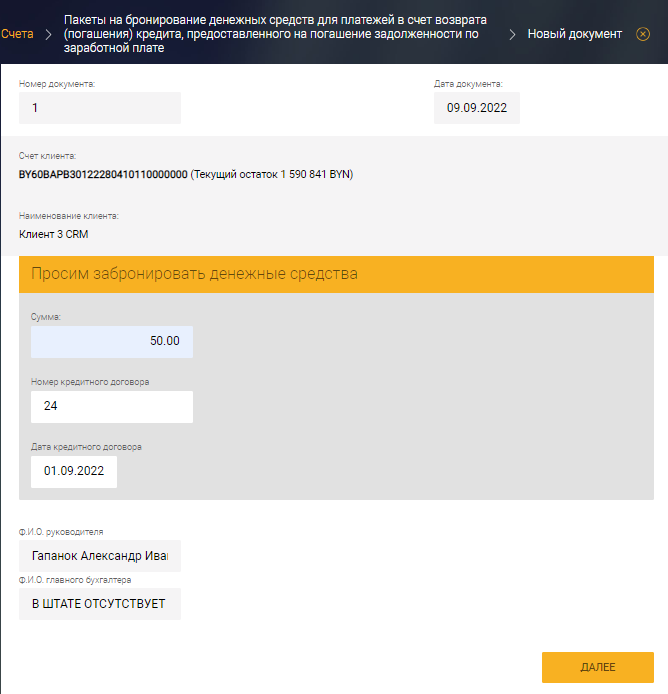 Пакеты на бронирование денежных средств для платежей в счет возврата
Счета
(погашения) кредита, предоставленного на погашение задолженности по
Новый документ
заработной плате
Номер документа:
Дата документа:
1
09.09.2022
Счет клиента:
BY60BAPB30122280410110000000 (Текущий остаток 1 590 841 BYN)
Наименование клиента:
Клиент 3 CRM
Просим забронировать денежные средства
Сумма:
50.00
Номер кредитного договора
24
Дата кредитного договора
01.09.2022
Ф.И.О. руководителя
Гапанок Александр Ива
Ф.И.О. главного бухгалтера
В ШТАТЕ ОТСУТСТВУЕТ
ДАЛЕЕ